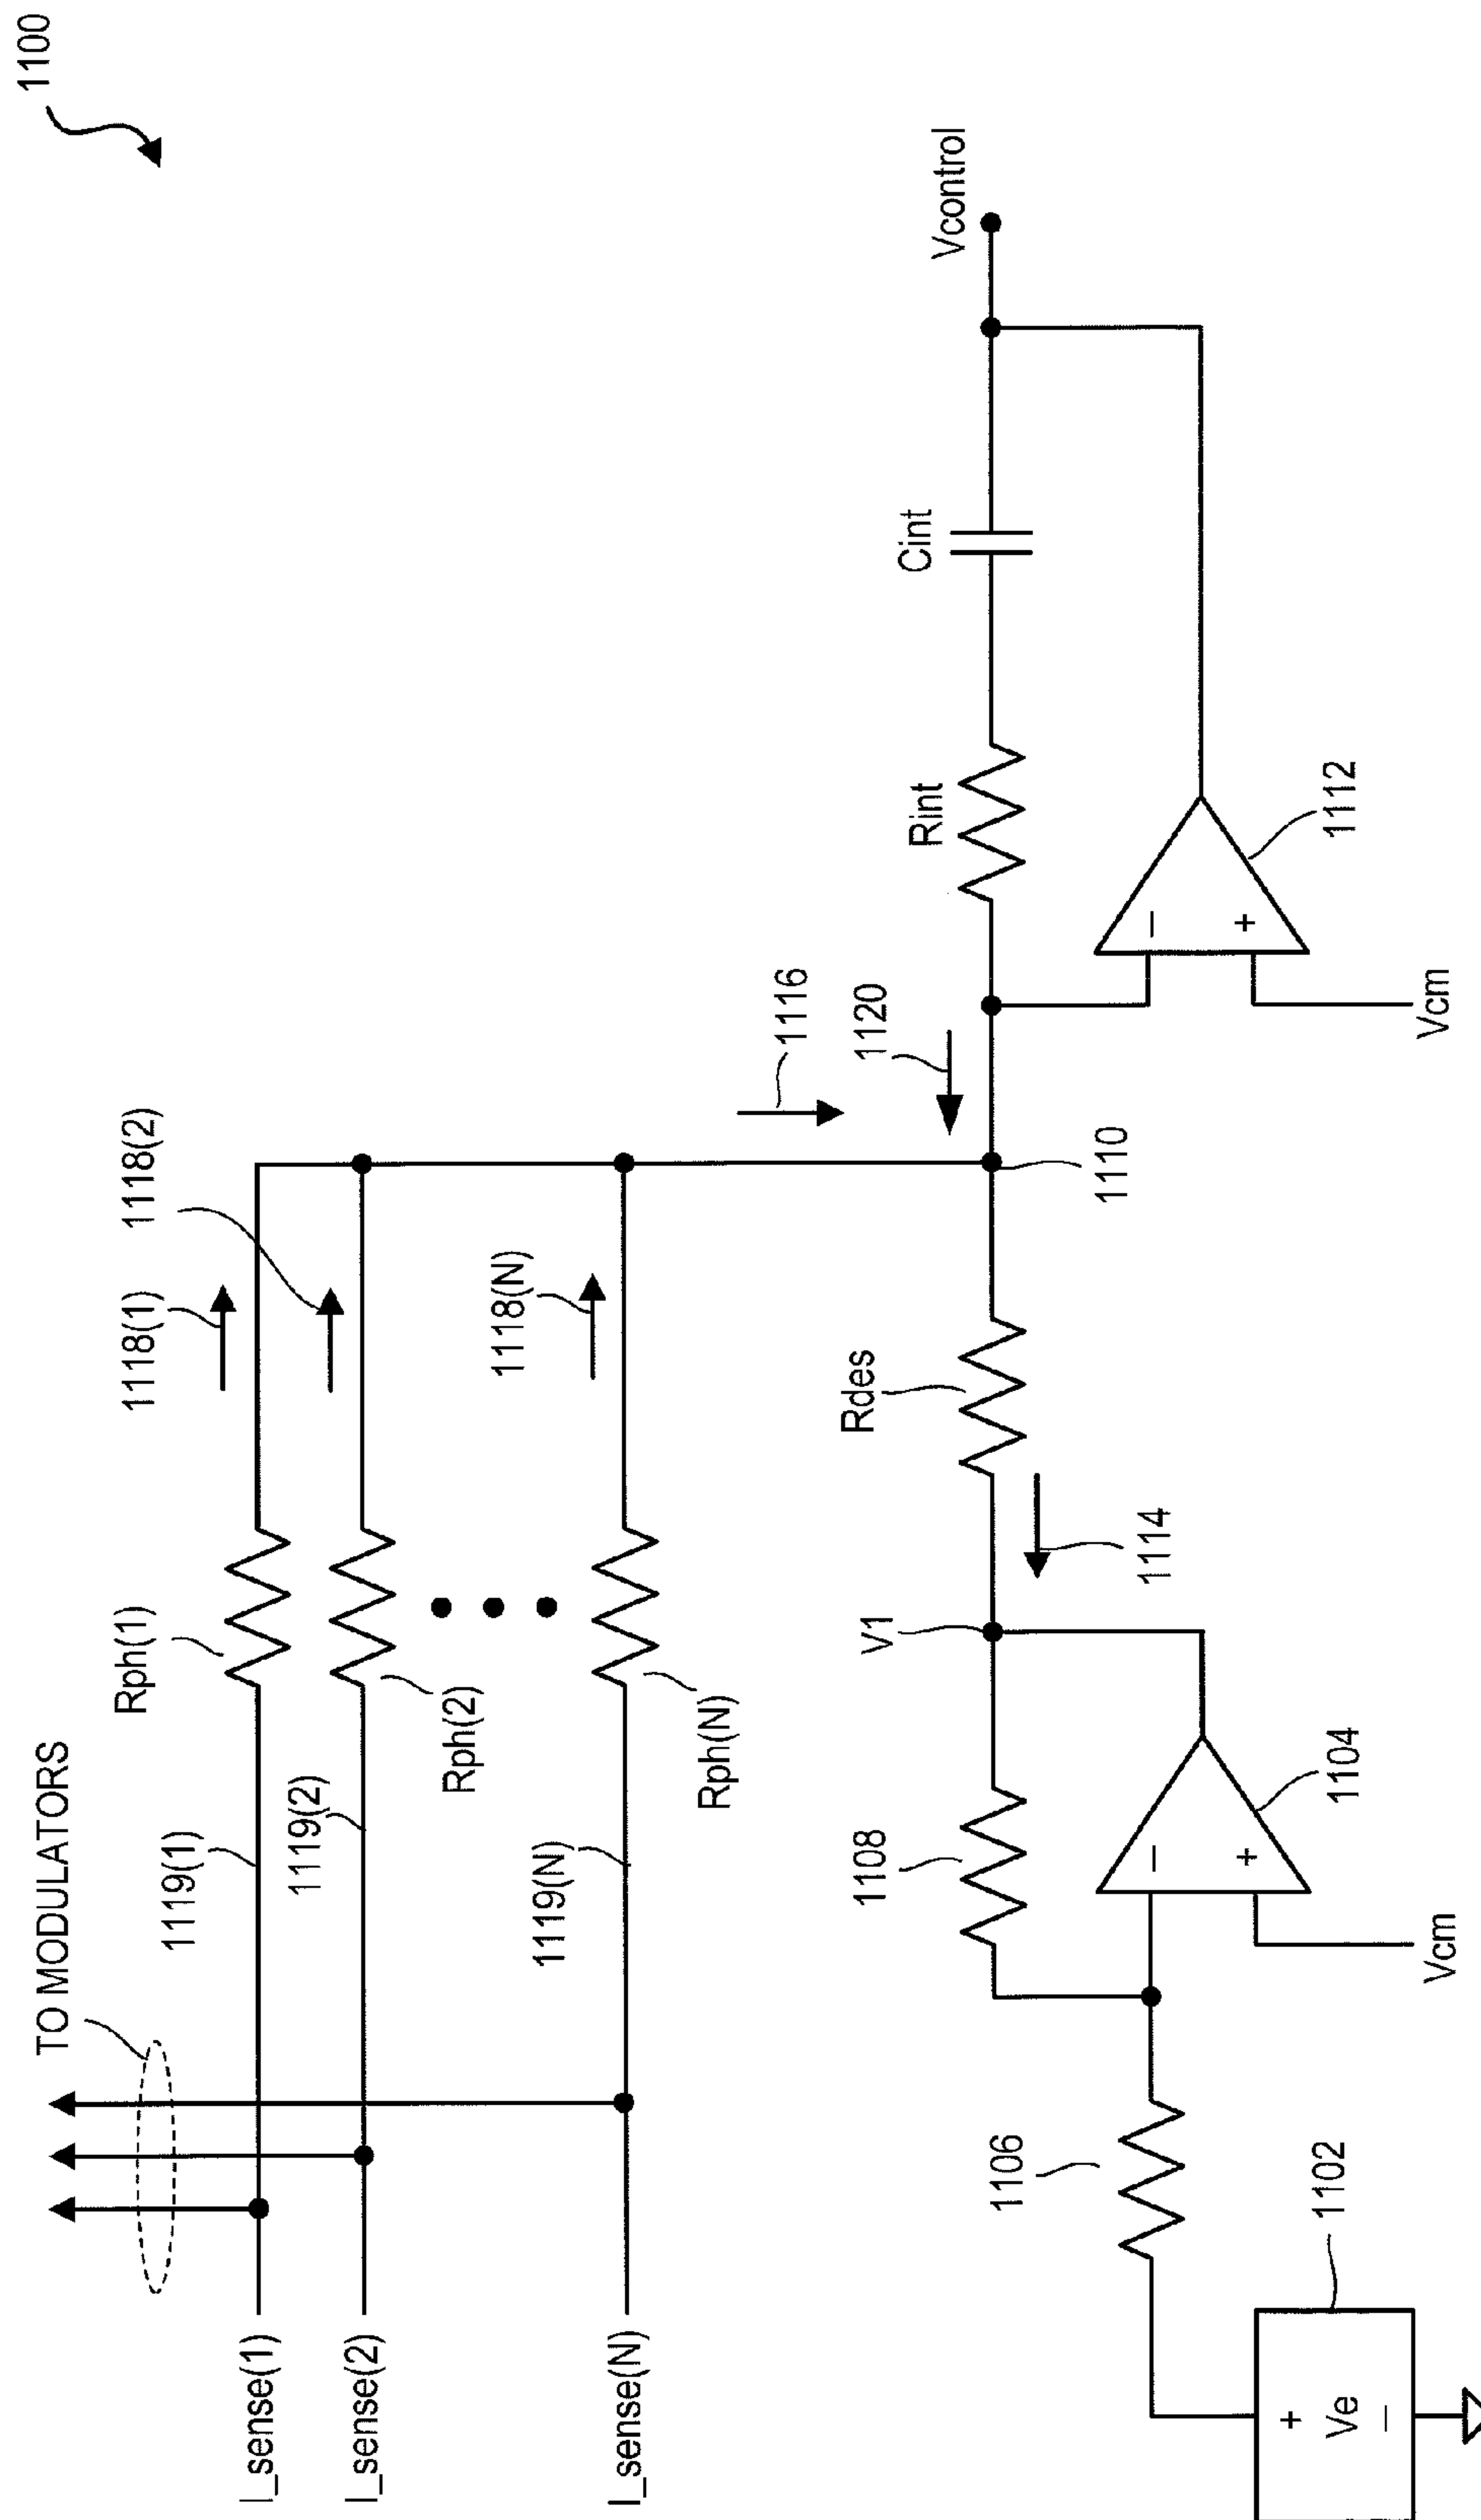 1100
TO MODULATORS
1119(1)
Rph(1)
1118(1)
1118(2)
I_sense(1)
1119(2)
Rph(2)
I_sense(2)
1119(N)
1118(N)
Rph(N)
I_sense(N)
1116
1120
1108
V1
Rdes
Rint
Cint
Vcontrol
1106
1114
1110
−
+
1104
Vcm
−
+
1112
Vcm
1102
+
Ve
−